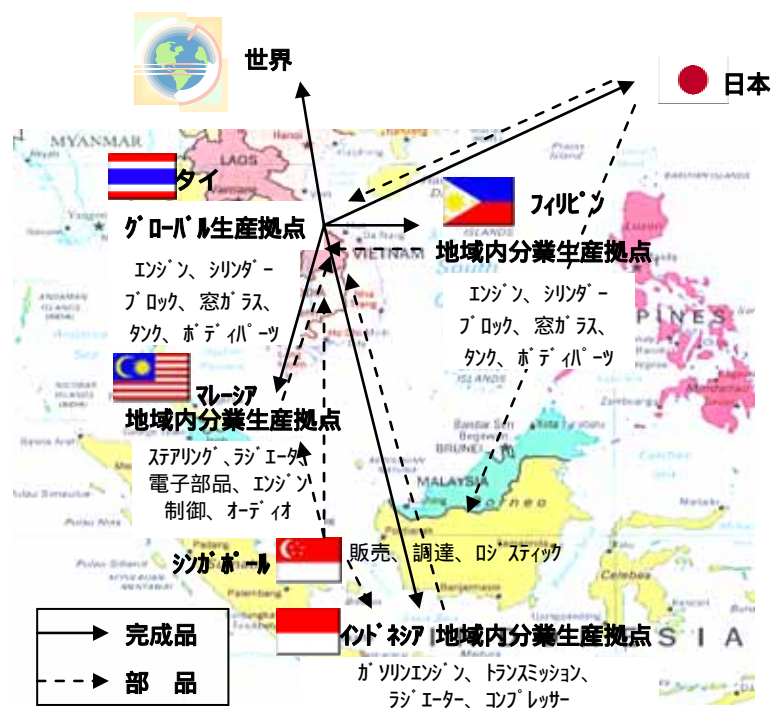 世界
日本
MYANMAR
LAOS
Hanoi
タイ
フィリピン
グローバル生産拠点
地域内分業生産拠点
VIETNAM
エンジン、シリンダー
ブロック、窓ガラス、
タンク、ボディパーツ
エンジン、シリンダー
ブロック、窓ガラス、
タンク、ボディパーツ
PINES
マレーシア
地域内分業生産拠点
ステアリング、ラジエータ、
電子部品、エンジン
制御、オーディオ
BRUNEI
MALAYSIA
シンガポール
販売、調達、ロジスティック
Palembang
Banjarmasin
Celebes
インドネシア 地域内分業生産拠点
ESIA
ガソリンエンジン、トランスミッション、
ラジエーター、コンプレッサー
完成品
部 品